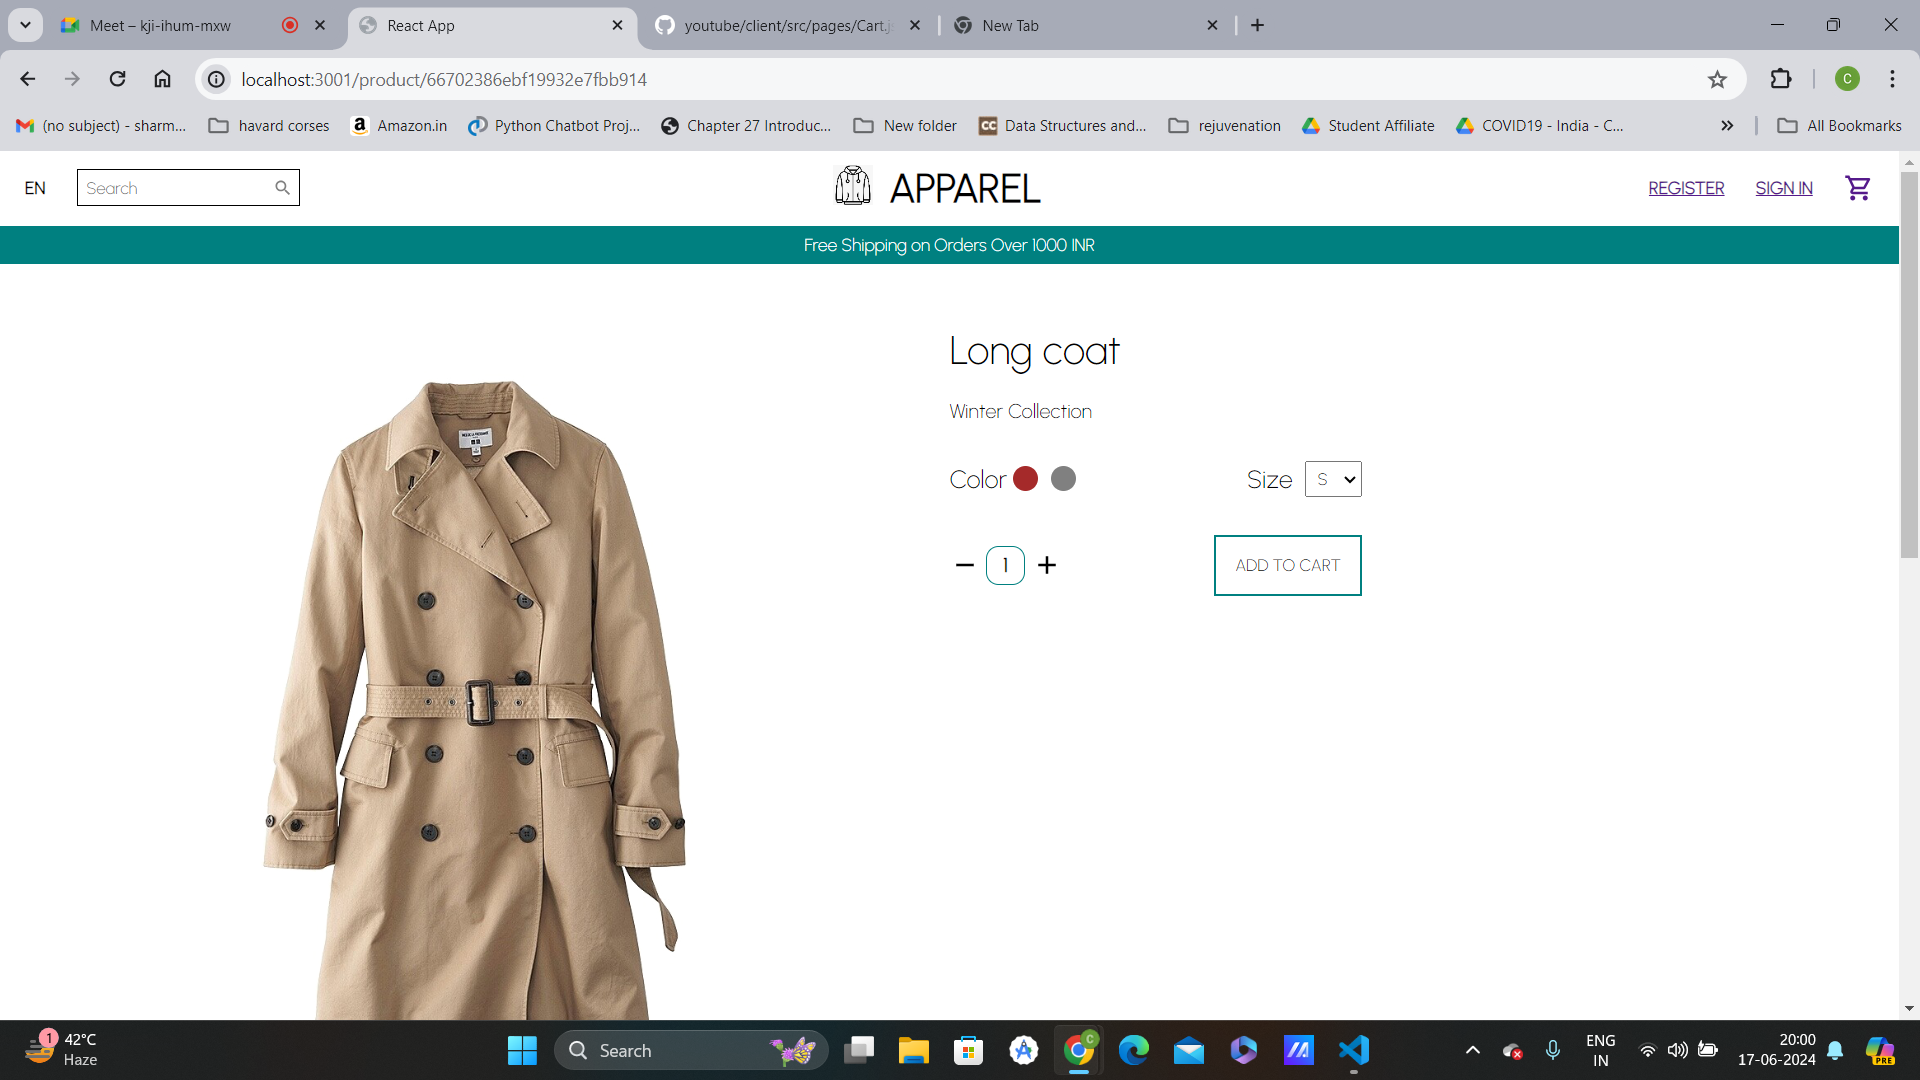 Meet – kji-ihum-mxw
React App
youtube/client/src/pages/Cart.j
New Tab
localhost:3001/product/66702386ebf19932e7fbb914
C
(no subject) - sharm...
havard corses
Amazon.in
Python Chatbot Proj...
Chapter 27 Introduc...
New folder
Data Structures and...
rejuvenation
Student Affiliate
COVID19 - India - C...
All Bookmarks
EN
Search
APPAREL
REGISTER
SIGN IN
Free Shipping on Orders Over 1000 INR
Long coat
Winter Collection
Color
Size
S
1
ADD TO CART
1
42°C
Haze
Search
C
ENG
IN
20:00
17-06-2024
PRE